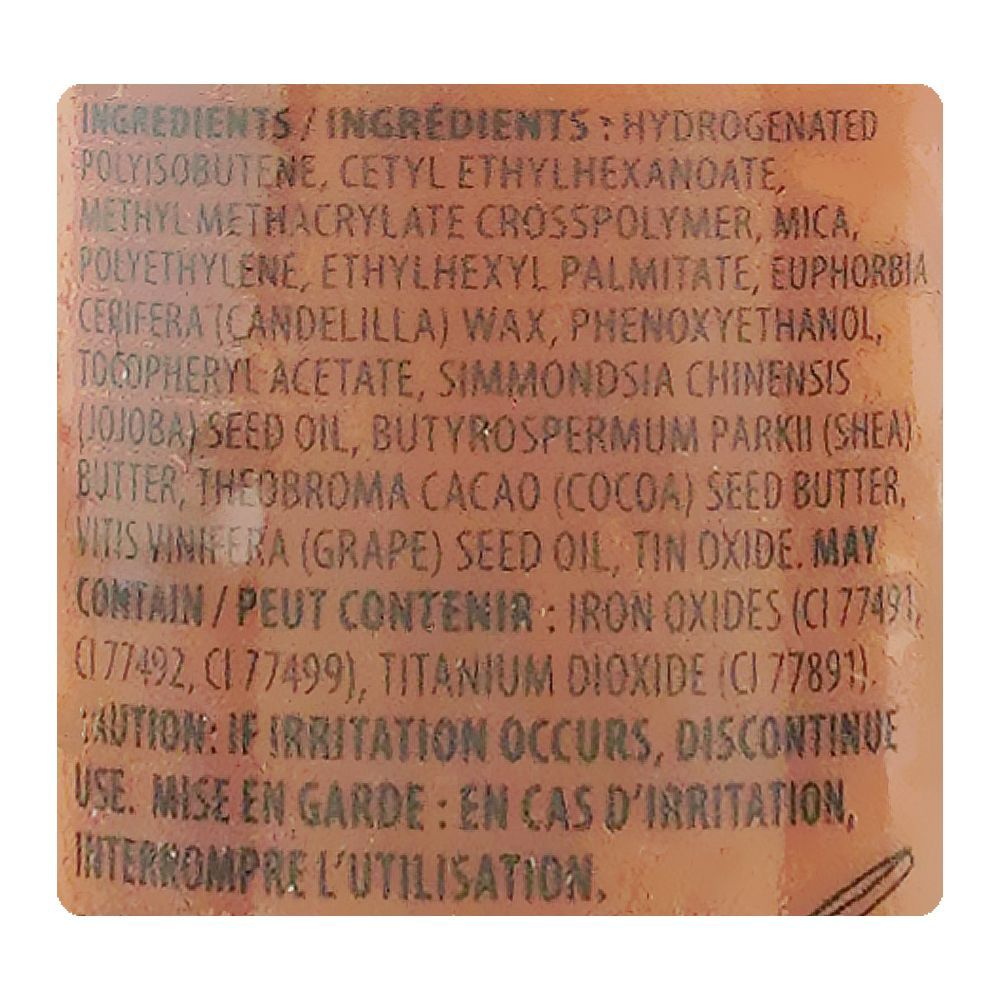 INGREDIENTS / INGRÉDIENTS : HYDROGENATED
POLYISOBUTENE, CETYL ETHYLHEXANOATE,
METHYL METHACRYLATE CROSSPOLYMER, MICA,
POLYETHYLENE, ETHYLHEXYL PALMITATE, EUPHORBIA
CERIFERA (CANDELILLA) WAX, PHENOXYETHANOL,
TOCOPHERYL ACETATE, SIMMONDSIA CHINENSIS
(JOJOBA) SEED OIL, BUTYROSPERMUM PARKII (SHEA)
BUTTER, THEOBROMA CACAO (COCOA) SEED BUTTER,
VITIS VINIFERA (GRAPE) SEED OIL, TIN OXIDE. MAY
CONTAIN / PEUT CONTENIR : IRON OXIDES (CI 77491,
CI 77492, CI 77499), TITANIUM DIOXIDE (CI 77891).
CAUTION: IF IRRITATION OCCURS, DISCONTINUE
USE. MISE EN GARDE : EN CAS D'IRRITATION,
INTERROMPRE L'UTILISATION.